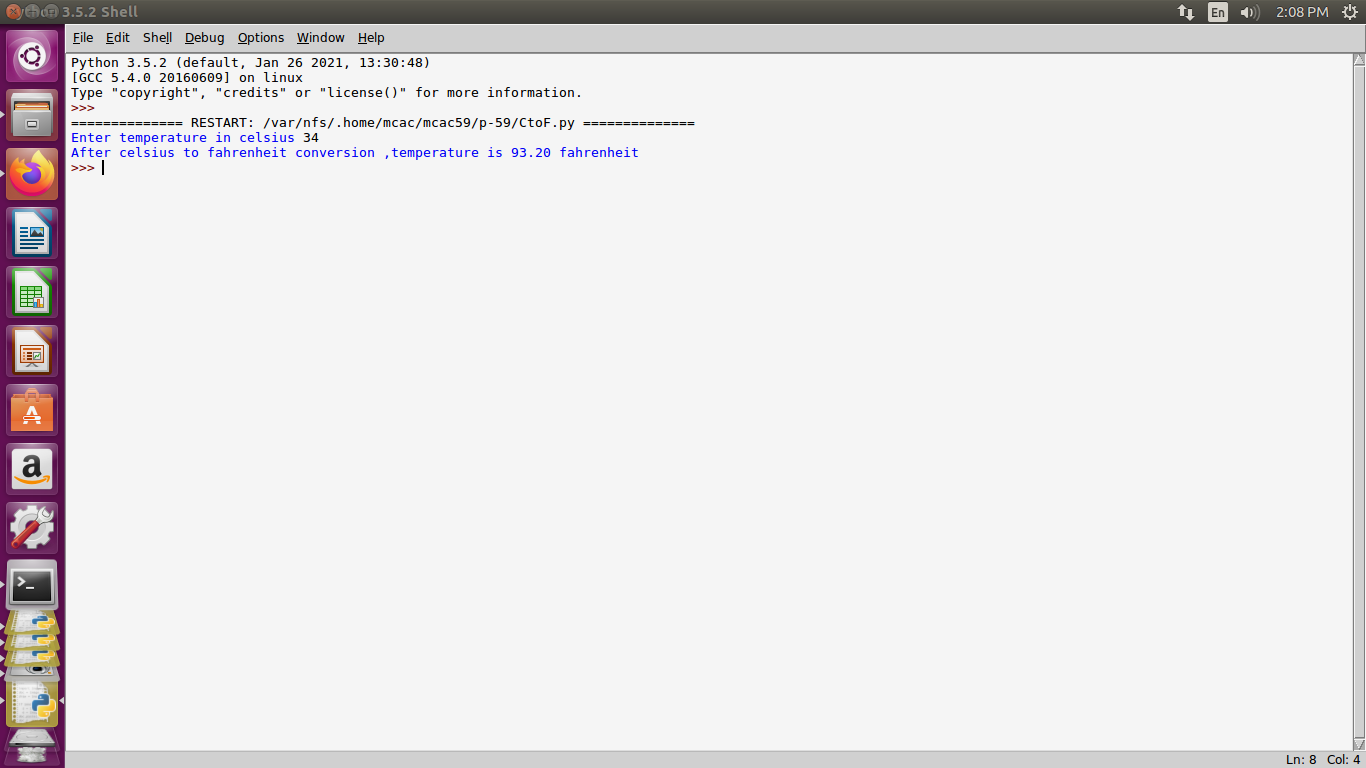 Python 3.5.2 Shell
En
2:08 PM
File Edit Shell Debug Options Window Help
Python 3.5.2 (default, Jan 26 2021, 13:30:48)
[GCC 5.4.0 20160609] on linux
Type "copyright", "credits" or "license()" for more information.
>>>
============== RESTART: /var/nfs/.home/mcac/mcac59/p-59/CtoF.py ==============
Enter temperature in celsius 34
After celsius to fahrenheit conversion ,temperature is 93.20 fahrenheit
>>>
Ln: 8 Col: 4